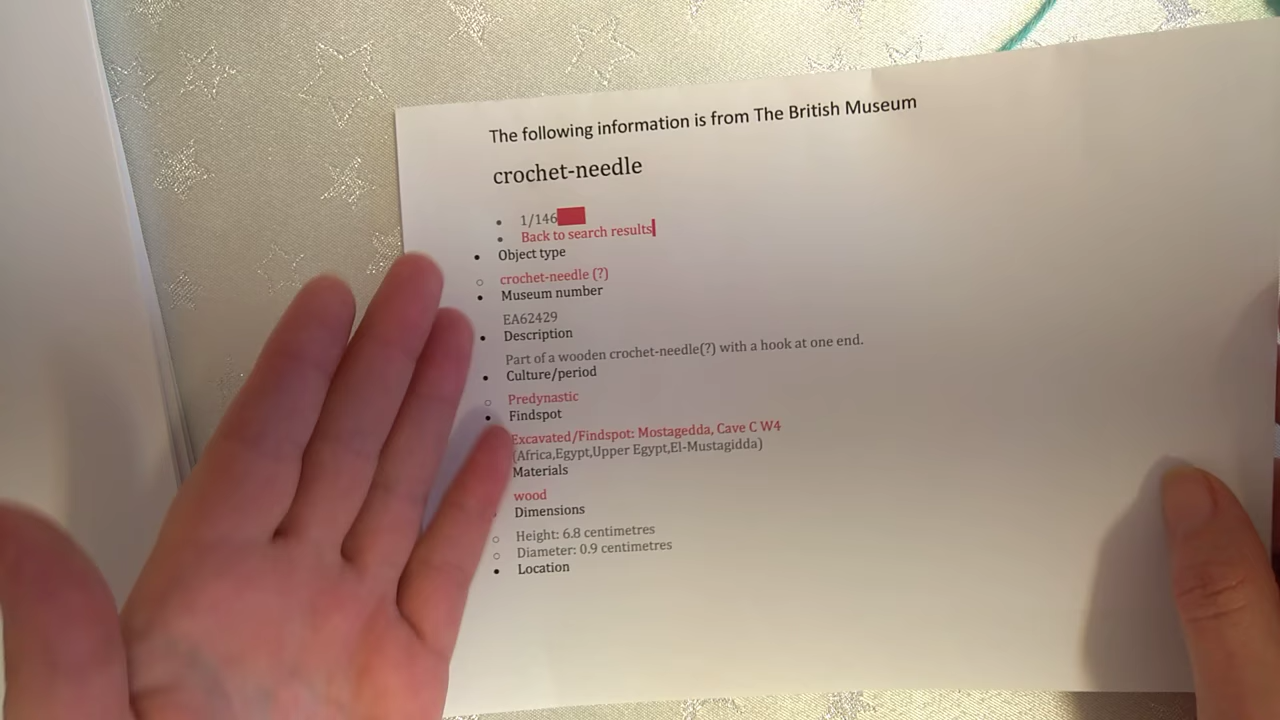 The following information is from The British Museum
crochet-needle
1/146
Back to search results
Object type
crochet-needle (?)
Museum number
EA62429
Description
Part of a wooden crochet-needle(?) with a hook at one end.
Culture/period
Predynastic
Findspot
Excavated/Findspot: Mostagedda, Cave C W4
(Africa,Egypt,Upper Egypt,El-Mustagidda)
Materials
wood
Dimensions
Height: 6.8 centimetres
Diameter: 0.9 centimetres
Location